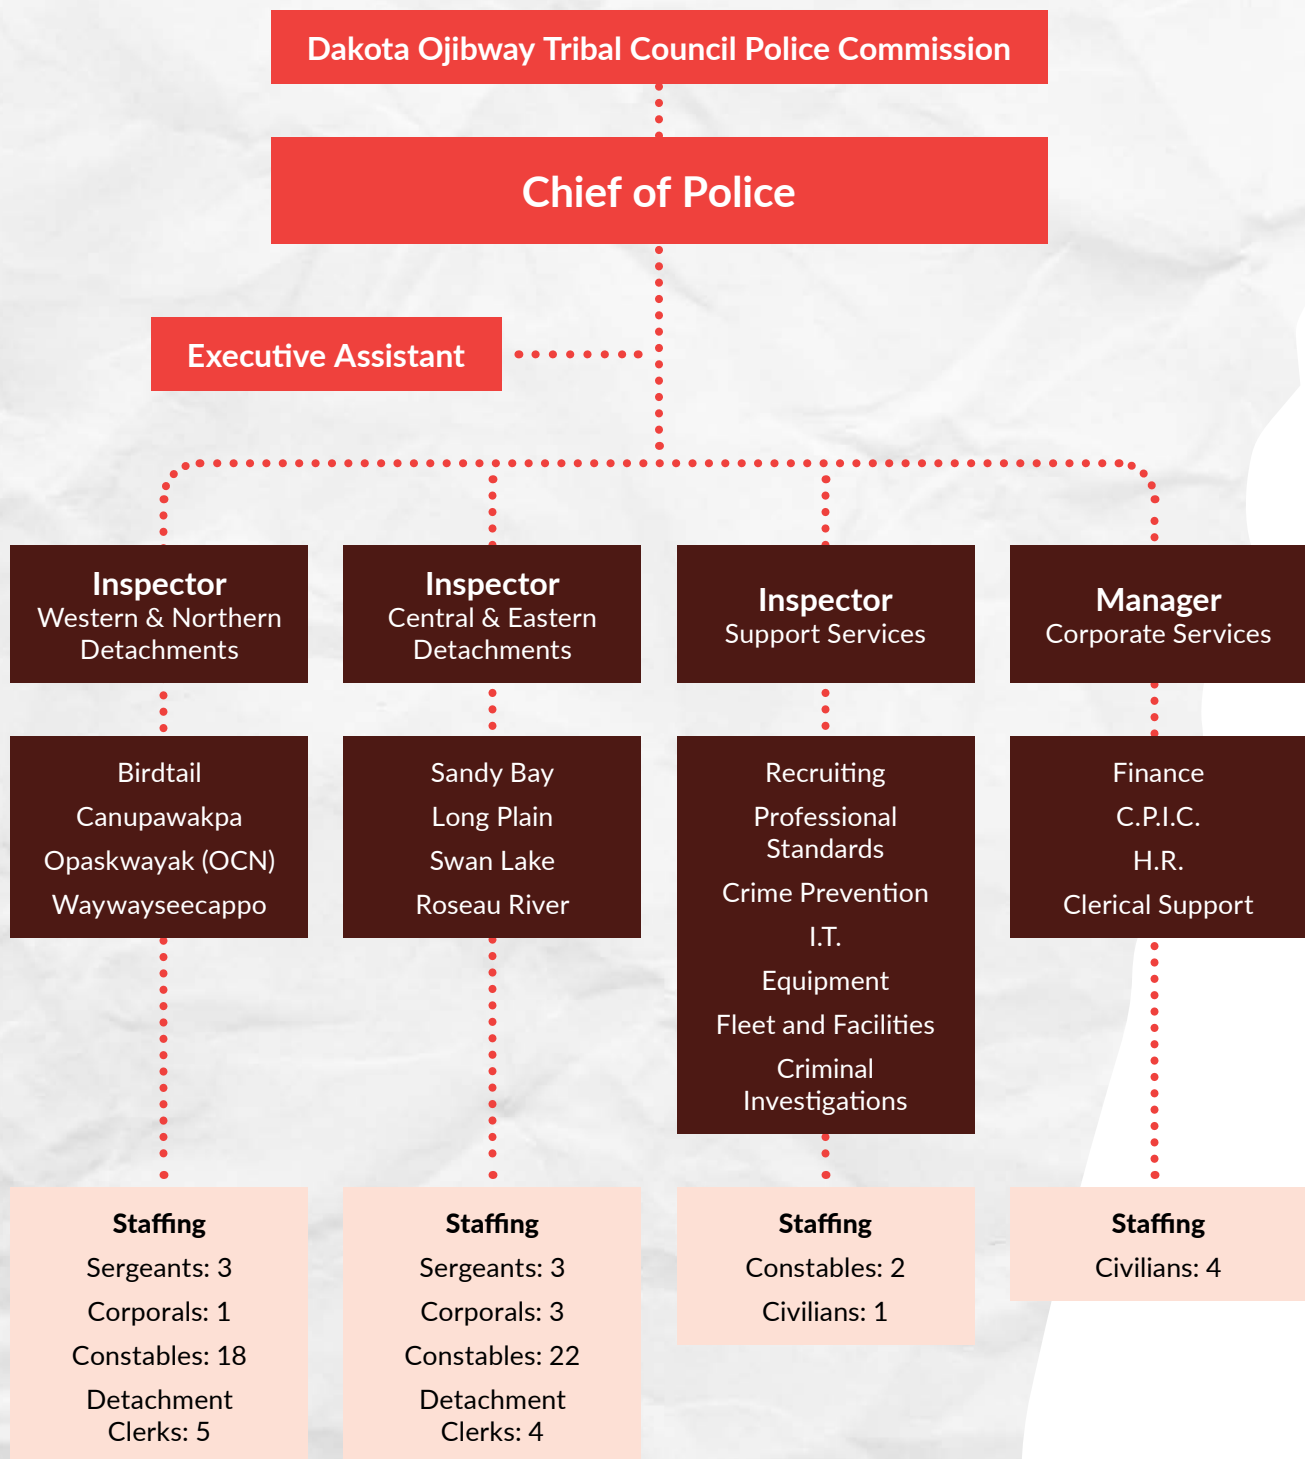 Dakota Ojibway Tribal Council Police Commission
Chief of Police
Executive Assistant
Inspector
Western & Northern
Detachments
Inspector
Central & Eastern
Detachments
Inspector
Support Services
Manager
Corporate Services
Birdtail
Canupawakpa
Opaskwayak (OCN)
Waywayseecappo
Sandy Bay
Long Plain
Swan Lake
Roseau River
Recruiting
Professional
Standards
Crime Prevention
I.T.
Equipment
Fleet and Facilities
Criminal
Investigations
Finance
C.P.I.C.
H.R.
Clerical Support
Staffing
Sergeants: 3
Corporals: 1
Constables: 18
Detachment
Clerks: 5
Staffing
Sergeants: 3
Corporals: 3
Constables: 22
Detachment
Clerks: 4
Staffing
Constables: 2
Civilians: 1
Staffing
Civilians: 4